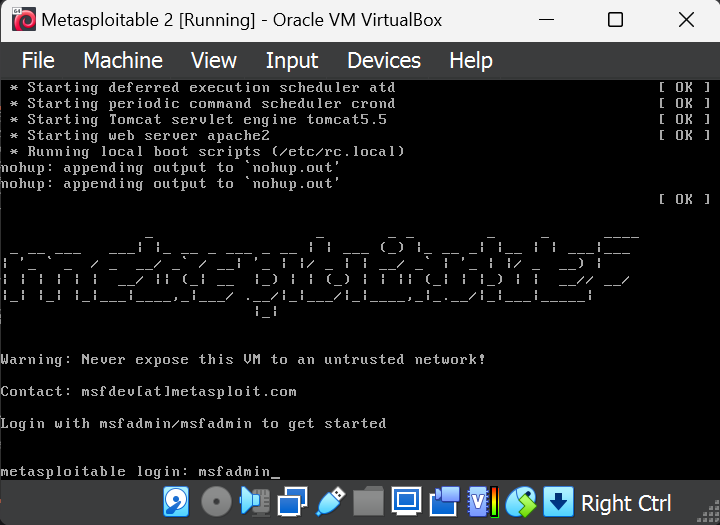 Metasploitable 2 [Running] - Oracle VM VirtualBox
File Machine View Input Devices Help
* Starting deferred execution scheduler atd [ OK ]
* Starting periodic command scheduler crond [ OK ]
* Starting Tomcat servlet engine tomcat5.5 [ OK ]
* Starting web server apache2 [ OK ]
* Running local boot scripts (/etc/rc.local)
nohup: appending output to `nohup.out'
nohup: appending output to `nohup.out'
[ OK ]
metasploitable2
Warning: Never expose this VM to an untrusted network!
Contact: msfdev[at]metasploit.com
Login with msfadmin/msfadmin to get started
metasploitable login: msfadmin_
Right Ctrl